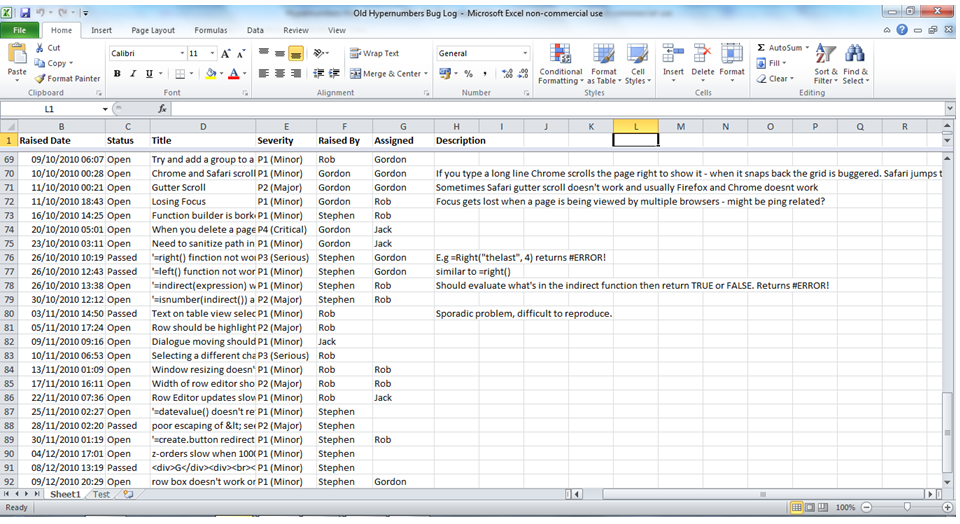 Old Hypernumbers Bug Log - Microsoft Excel non-commercial use
File Home Insert Page Layout Formulas Data Review View
Cut Calibri 11 Wrap Text General AutoSum
Copy Fill
Paste Format Painter Merge & Center Conditional Formatting Format as Table Cell Styles Insert Delete Format Clear Sort & Filter Find & Select
Clipboard Font Alignment Number Styles Cells Editing
L1 fx
B C D E F G H I J K L M N O P Q R
1 Raised Date Status Title Severity Raised By Assigned Description
69 09/10/2010 06:07 Open Try and add a group to a P1 (Minor) Rob Gordon
70 10/10/2010 00:28 Open Chrome and Safari scroll P1 (Minor) Gordon Gordon If you type a long line Chrome scrolls the page right to show it - when it snaps back the grid is buggered. Safari jumps t
71 11/10/2010 00:21 Open Gutter Scroll P2 (Major) Gordon Gordon Sometimes Safari gutter scroll doesn't work and usually Firefox and Chrome doesnt work
72 11/10/2010 18:43 Open Losing Focus P1 (Minor) Gordon Rob Focus gets lost when a page is being viewed by multiple browsers - might be ping related?
73 16/10/2010 14:25 Open Function builder is bork P1 (Minor) Stephen Rob
74 20/10/2010 05:01 Open When you delete a page P4 (Critical) Gordon Jack
75 23/10/2010 03:11 Open Need to sanitize path in P1 (Minor) Gordon Jack
76 26/10/2010 10:19 Passed '=right() finction not wor P3 (Serious) Stephen Gordon E.g =Right("thelast", 4) returns #ERROR!
77 26/10/2010 12:43 Passed '=left() function not wor P1 (Minor) Stephen Gordon similar to =right()
78 26/10/2010 13:38 Open '=indirect(expression) w P1 (Minor) Stephen Rob Should evaluate what's in the indirect function then return TRUE or FALSE. Returns #ERROR!
79 30/10/2010 12:12 Open '=isnumber(indirect()) a P2 (Major) Stephen Rob
80 03/11/2010 14:50 Passed Text on table view selec P1 (Minor) Rob Sporadic problem, difficult to reproduce.
81 05/11/2010 17:24 Open Row should be highlight P2 (Major) Rob
82 09/11/2010 09:16 Open Dialogue moving should P1 (Minor) Jack
83 10/11/2010 06:53 Open Selecting a different cha P3 (Serious) Rob
84 13/11/2010 01:09 Open Window resizing doesn' P1 (Minor) Rob Rob
85 17/11/2010 16:11 Open Width of row editor sho P2 (Major) Rob Rob
86 22/11/2010 07:36 Open Row Editor updates slow P1 (Minor) Rob Jack
87 25/11/2010 02:27 Open '=datevalue() doesn't re P1 (Minor) Stephen
88 28/11/2010 02:20 Passed poor escaping of &lt; sec P2 (Major) Stephen
89 30/11/2010 01:19 Open '=create.button redirect P1 (Minor) Stephen Rob
90 04/12/2010 17:01 Open z-orders slow when 1000 P1 (Minor) Stephen
91 08/12/2010 13:19 Passed <div>G</div><div><br>< P1 (Minor) Stephen
92 09/12/2010 20:29 Open row box doesn't work or P1 (Minor) Stephen Gordon
Sheet1 Test
Ready 100%